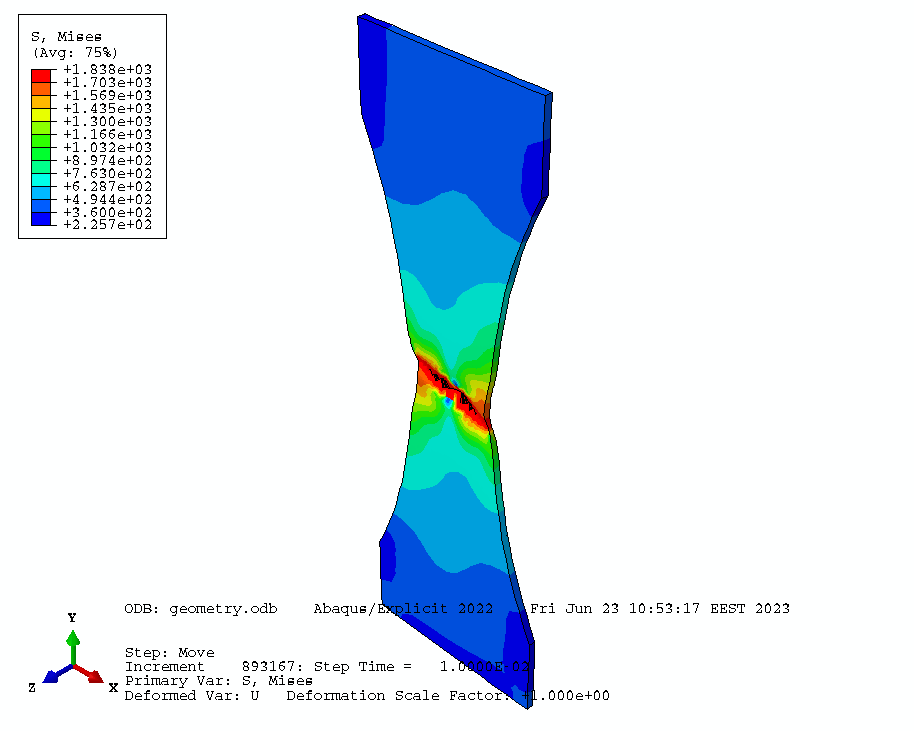 S, Mises
(Avg: 75%)
+1.838e+03
+1.703e+03
+1.569e+03
+1.435e+03
+1.300e+03
+1.166e+03
+1.032e+03
+8.974e+02
+7.630e+02
+6.287e+02
+4.944e+02
+3.600e+02
+2.257e+02
ODB: geometry.odb Abaqus/Explicit 2022 Fri Jun 23 10:53:17 EEST 2023
Y
Z
X
Step: Move
Increment 893167: Step Time = 1.0000E-02
Primary Var: S, Mises
Deformed Var: U Deformation Scale Factor: +1.000e+00